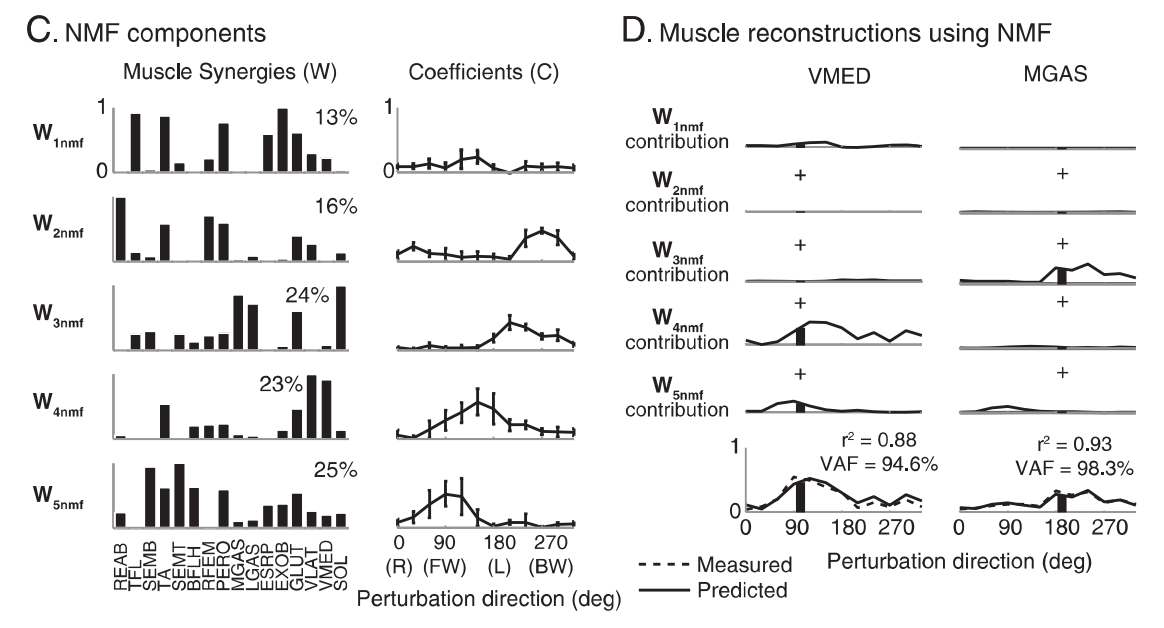 C. NMF components
Muscle Synergies (W)
Coefficients (C)
W1nmf
1
0
13%
1
0
W2nmf
16%
W3nmf
24%
W4nmf
23%
W5nmf
25%
REAB
TFL
SEMB
TA
SEMT
BFLH
RFEM
PERO
MGAS
LGAS
ESRP
EXOB
GLUT
VLAT
VMED
SOL
0 90 180 270
(R) (FW) (L) (BW)
Perturbation direction (deg)
D. Muscle reconstructions using NMF
VMED MGAS
W1nmf
contribution
+ +
W2nmf
contribution
+ +
W3nmf
contribution
+ +
W4nmf
contribution
+ +
W5nmf
contribution
1
0
r² = 0.88
VAF = 94.6%
r² = 0.93
VAF = 98.3%
0 90 180 270
0 90 180 270
Perturbation direction (deg)
Measured
Predicted